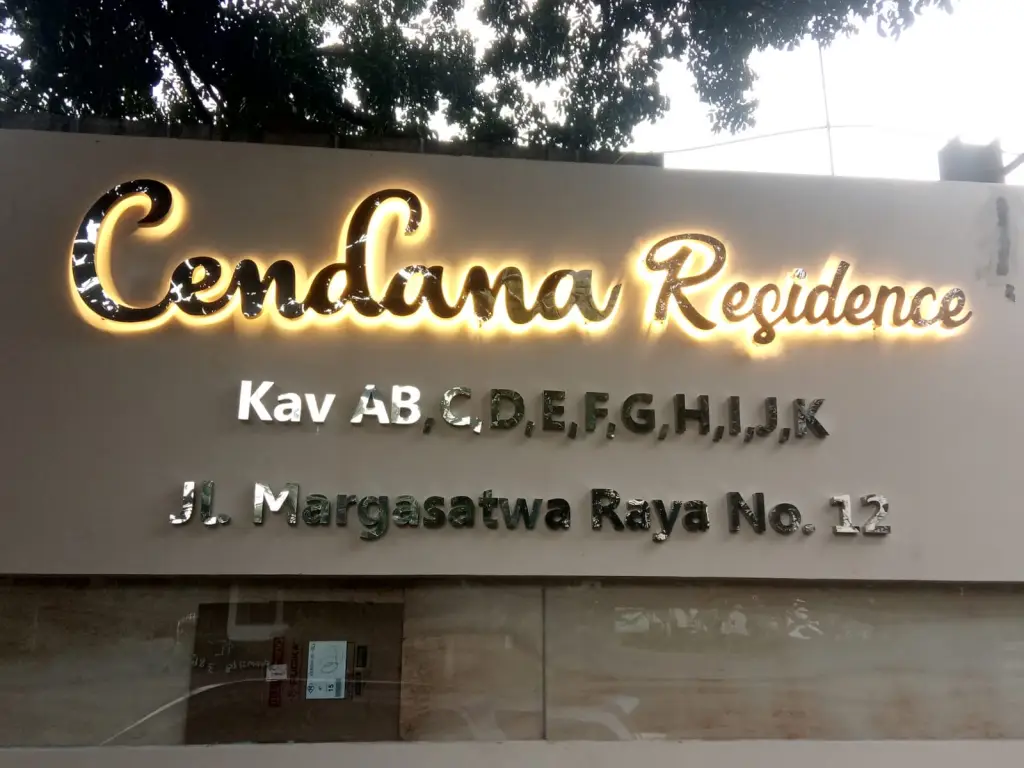 Cendana Residence
Kav AB,C,D,E,F,G,H,I,J,K
Jl. Margasatwa Raya No. 12